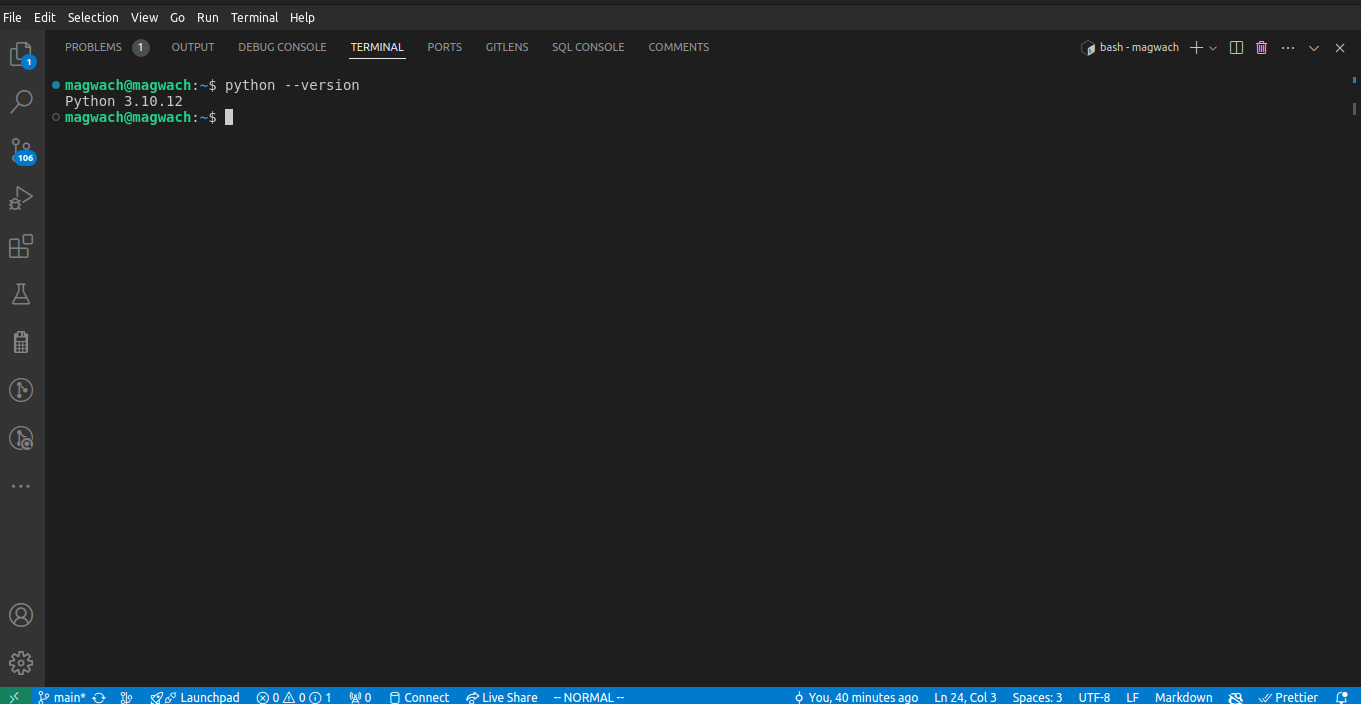 File Edit Selection View Go Run Terminal Help
PROBLEMS 1 OUTPUT DEBUG CONSOLE TERMINAL PORTS GITLENS SQL CONSOLE COMMENTS bash - magwach
1
magwach@magwach:~$ python --version
Python 3.10.12
magwach@magwach:~$
106
main* Launchpad 0 0 1 0 Connect Live Share -- NORMAL -- You, 40 minutes ago Ln 24, Col 3 Spaces: 3 UTF-8 LF Markdown Prettier